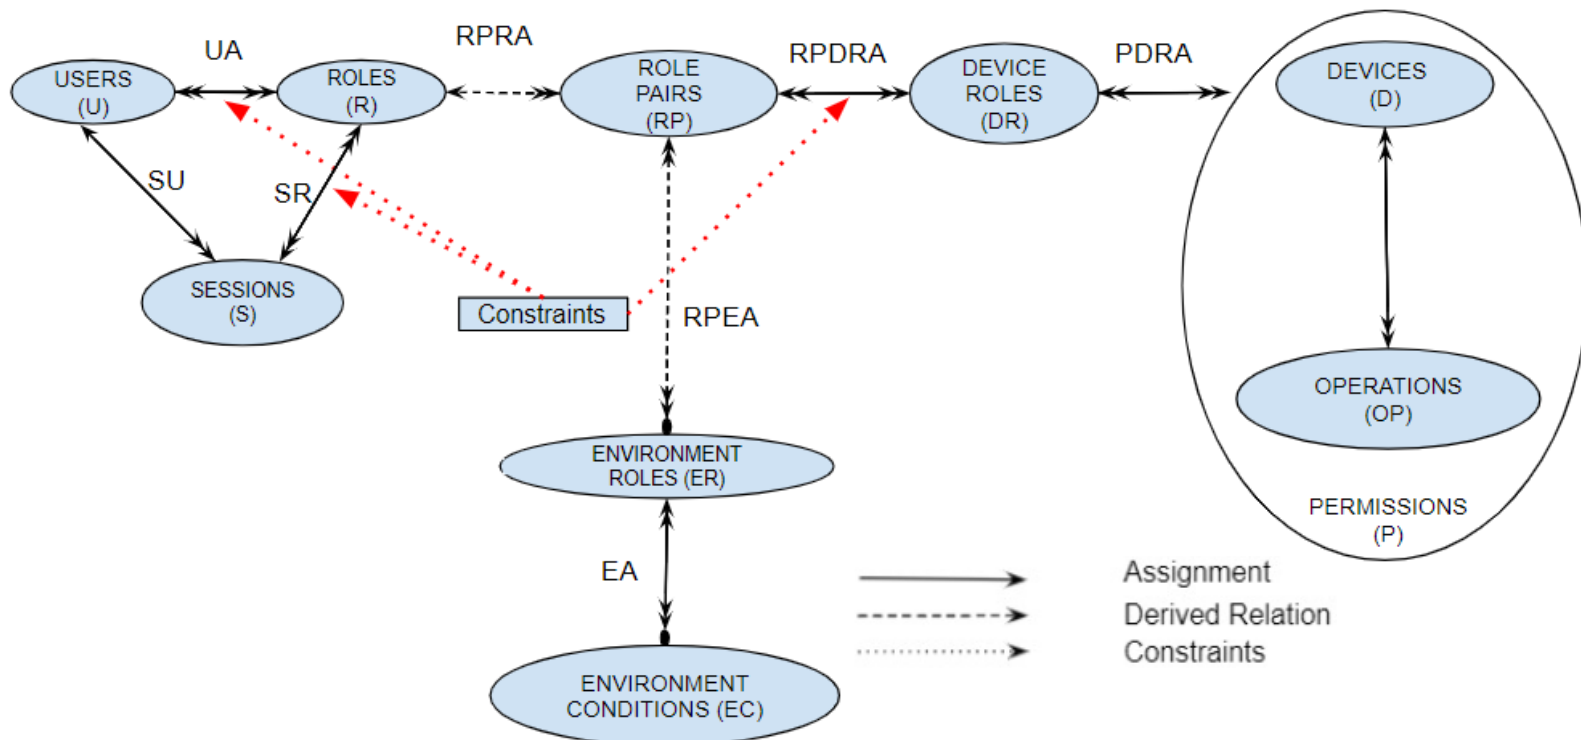 UA
RPRA
RPDRA
PDRA
USERS
(U)
ROLES
(R)
ROLE
PAIRS
(RP)
DEVICE
ROLES
(DR)
DEVICES
(D)
SU
SR
SESSIONS
(S)
Constraints
RPEA
OPERATIONS
(OP)
ENVIRONMENT
ROLES (ER)
PERMISSIONS
(P)
EA
Assignment
Derived Relation
Constraints
ENVIRONMENT
CONDITIONS (EC)